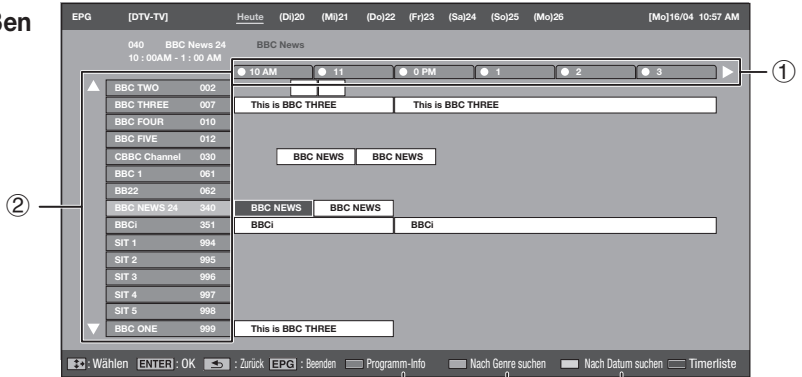 ßen
EPG [DTV-TV] Heute (Di)20 (Mi)21 (Do)22 (Fr)23 (Sa)24 (So)25 (Mo)26 [Mo]16/04 10:57 AM
040 BBC News 24 BBC News
10 : 00AM - 1 : 00 AM
10 AM 11 0 PM 1 2 3
①
BBC TWO 002
BBC THREE 007 This is BBC THREE This is BBC THREE
BBC FOUR 010
BBC FIVE 012
CBBC Channel 030 BBC NEWS BBC NEWS
BBC 1 061
BB22 062
②
BBC NEWS 24 340 BBC NEWS BBC NEWS
BBCi 351 BBCi BBCi
SIT 1 994
SIT 2 995
SIT 3 996
SIT 4 997
SIT 5 998
BBC ONE 999 This is BBC THREE
: Wählen ENTER : OK : Zurück EPG : Beenden Programm-Info Nach Genre suchen Nach Datum suchen Timerliste